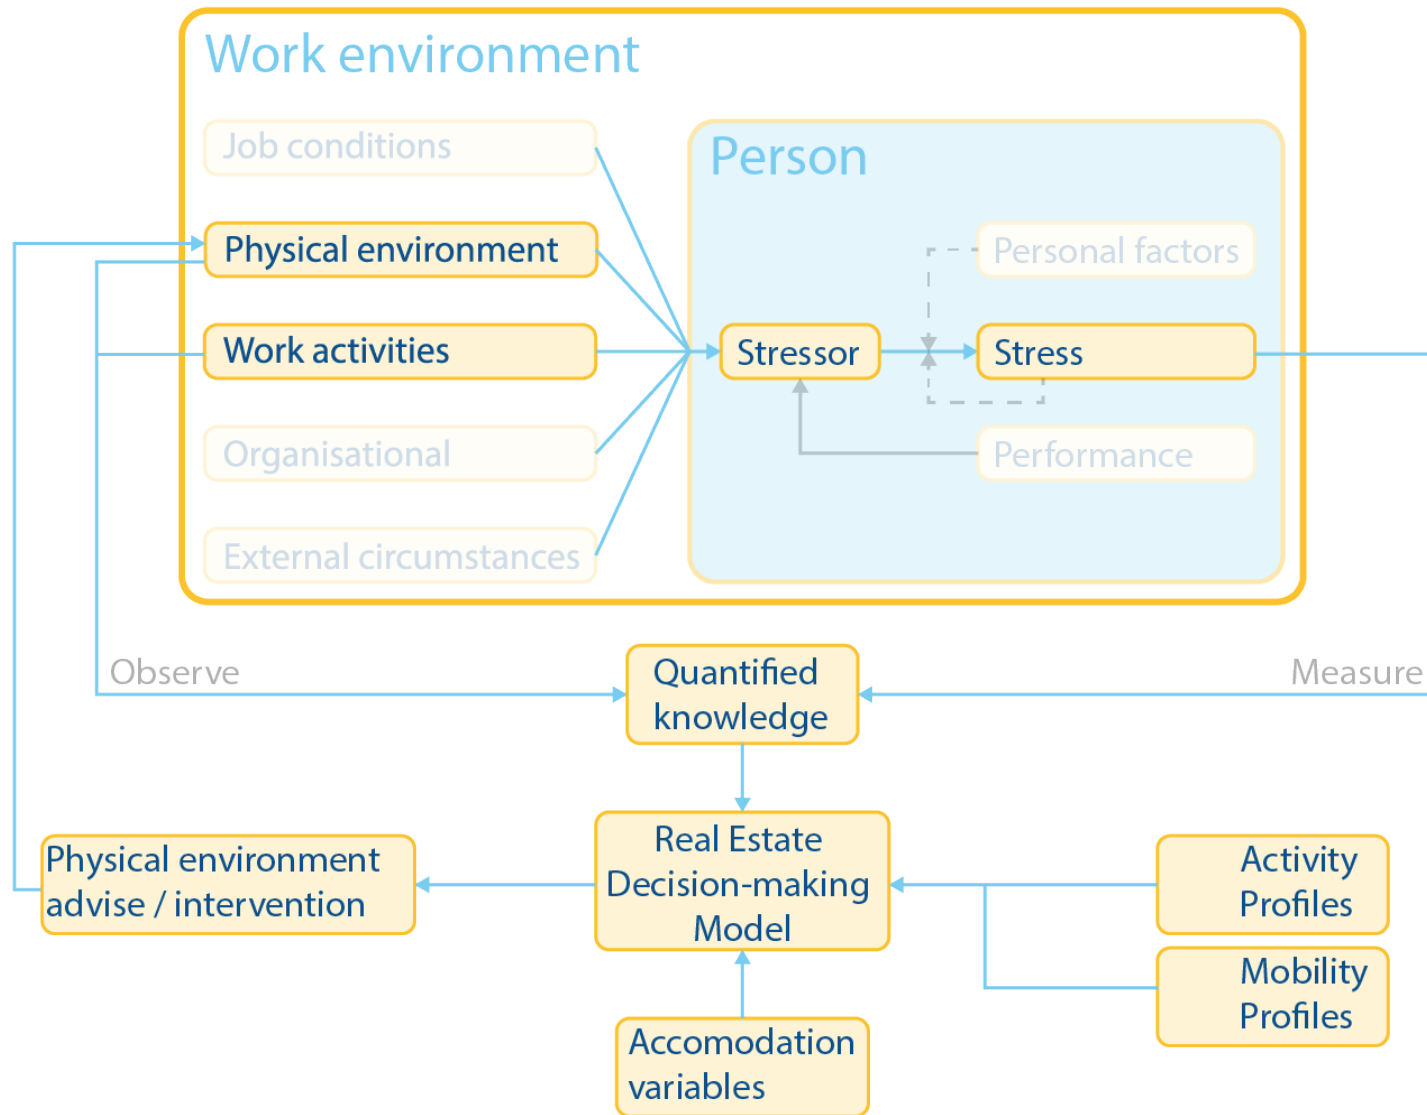 Work environment
Job conditions
Person
Physical environment
Personal factors
Work activities
Stressor
Stress
Organisational
Performance
External circumstances
Observe
Quantified
knowledge
Measure
Real Estate
Decision-making
Model
Physical environment
advise / intervention
Activity
Profiles
Mobility
Profiles
Accomodation
variables